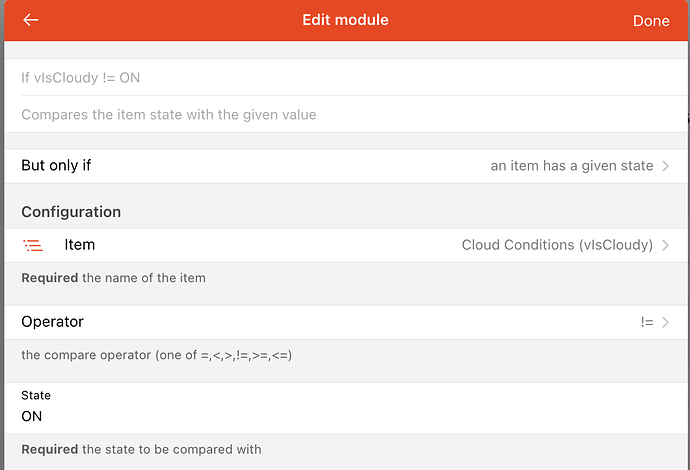 Edit module
Done
If vIsCloudy != ON
Compares the item state with the given value
But only if
an item has a given state
Configuration
Item
Cloud Conditions (vIsCloudy)
Required the name of the item
Operator
!=
the compare operator (one of =,<,>,!=,>=,<=)
State
ON
Required the state to be compared with